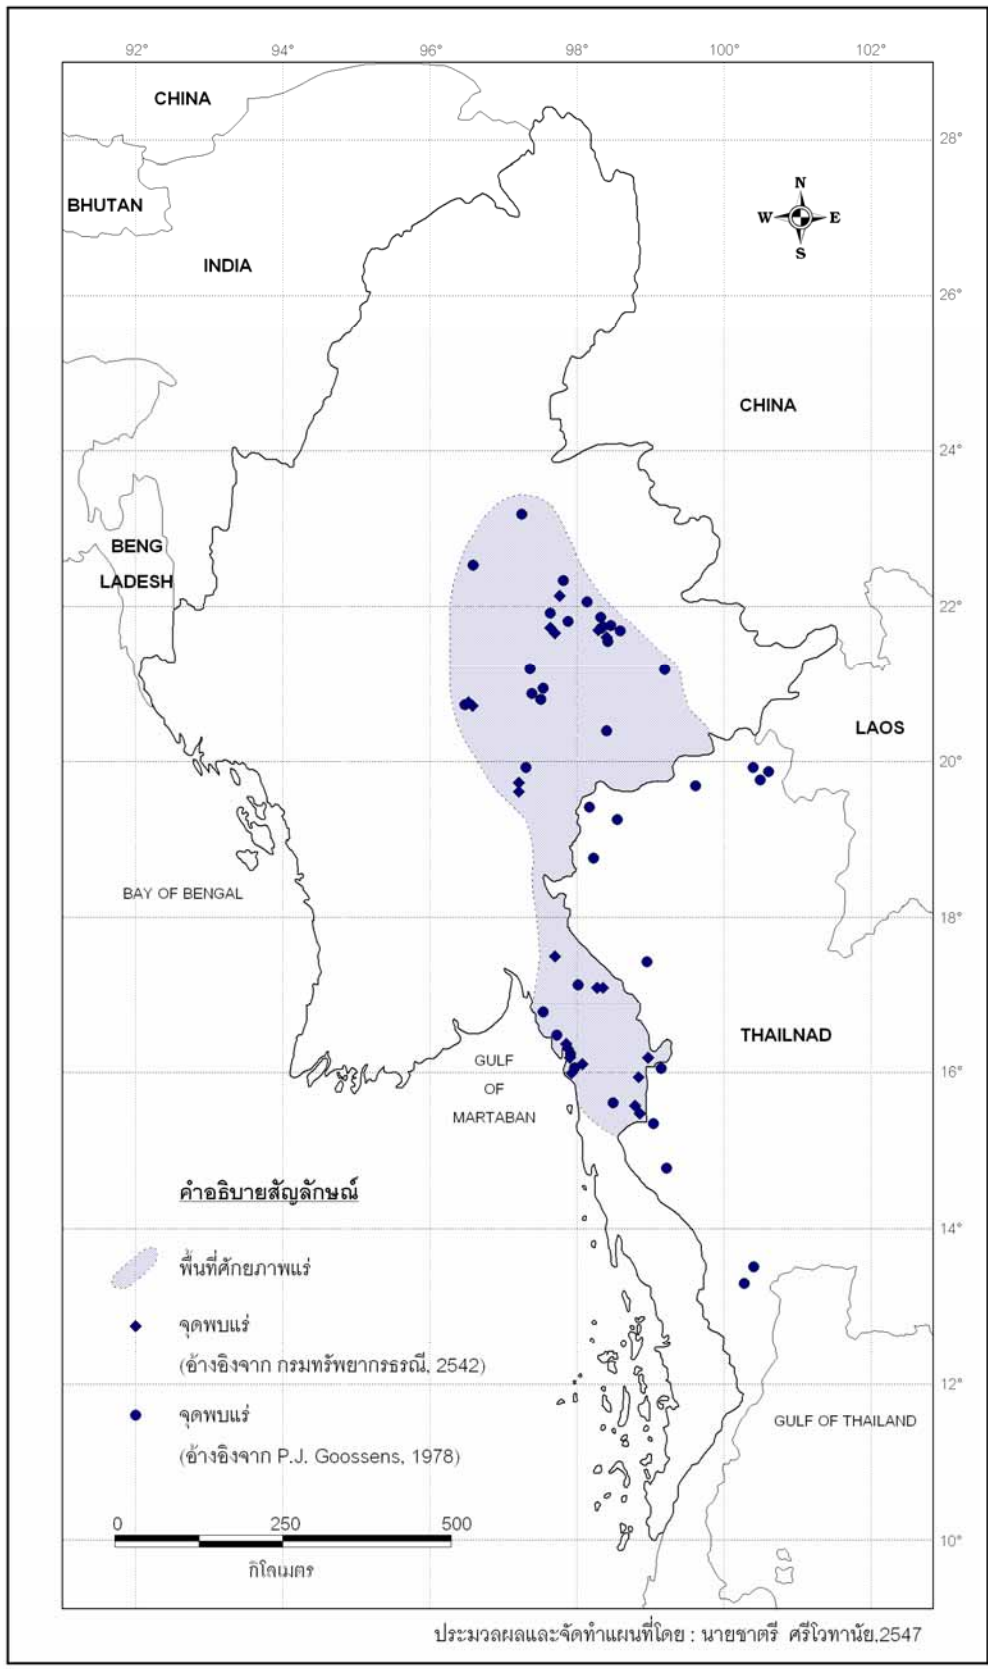 92° 94° 96° 98° 100° 102°
CHINA
28°
N
BHUTAN
W E
S
INDIA
26°
CHINA
24°
BENG
LADESH
22°
LAOS
20°
BAY OF BENGAL
18°
THAILNAD
GULF
OF
MARTABAN
16°
คำอธิบายสัญลักษณ์
14°
พื้นที่ศักยภาพแร่
จุดพบแร่
(อ้างอิงจาก กรมทรัพยากรธรณี, 2542)
12°
จุดพบแร่
GULF OF THAILAND
(อ้างอิงจาก P.J. Goossens, 1978)
0 250 500
10°
กิโลเมตร
ประมวลผลและจัดทำแผนที่โดย : นายชาตรี ศรีโวทานัย,2547